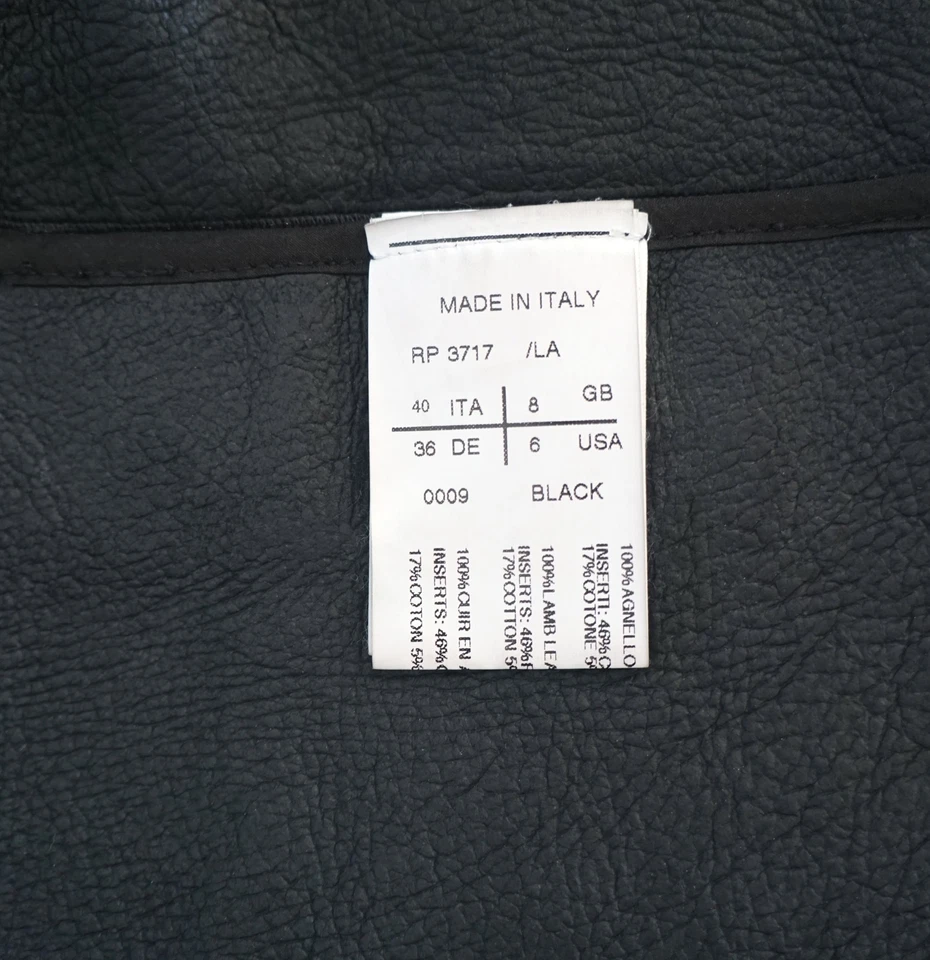 MADE IN ITALY
RP 3717 /LA
40 ITA 8 GB
36 DE 6 USA
0009 BLACK
100%AGNELLO
INSERTI: 46%
17%COTONE
100%LAMB
INSERTS: 46%
17%COTTON
100%CUIR EN
INSERTS: 46%
17%COTON 5%